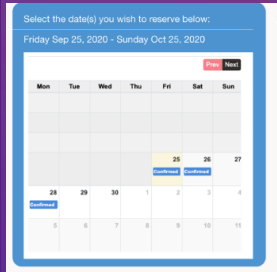 Select the date(s) you wish to reserve below:
Friday Sep 25, 2020 - Sunday Oct 25, 2020
Prev Next
Mon Tue Wed Thu Fri Sat Sun
25 26 27
Confirmed Confirmed
28 29 30 1 2 3 4
Confirmed
5 6 7 8 9 10 11